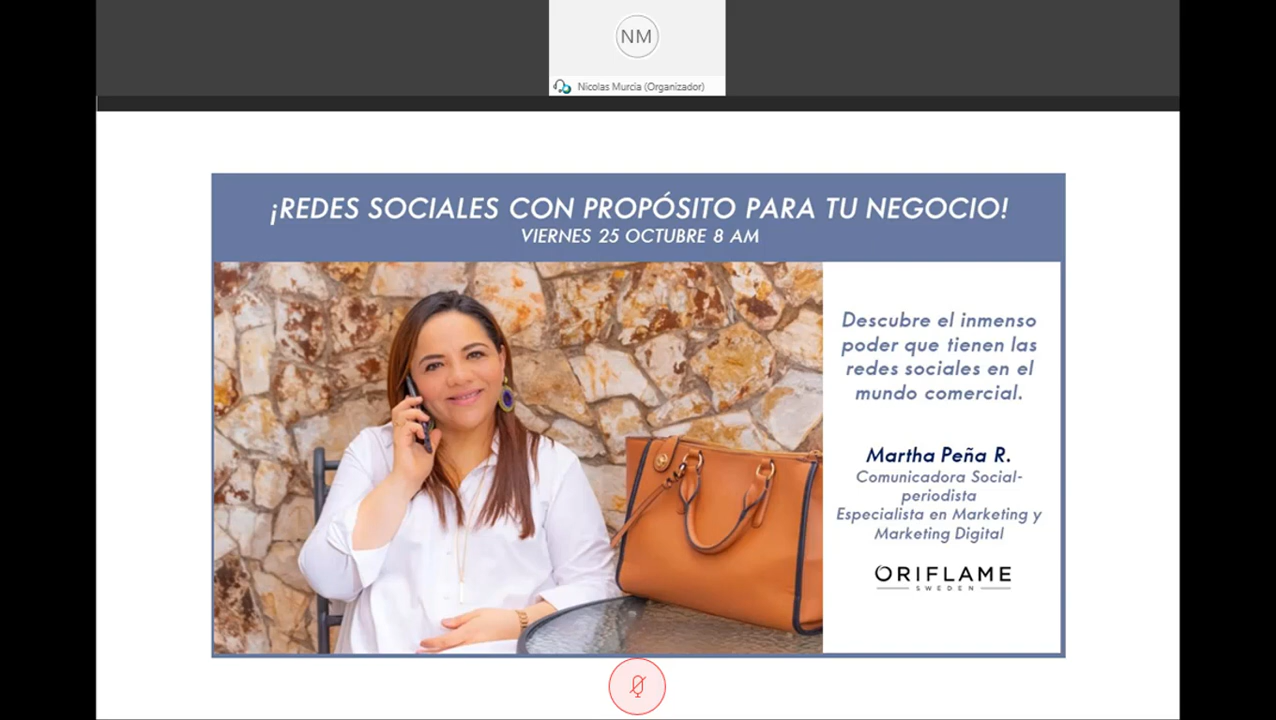 NM
Nicolas Murcia (Organizador)
¡REDES SOCIALES CON PROPÓSITO PARA TU NEGOCIO!
VIERNES 25 OCTUBRE 8 AM
Descubre el inmenso
poder que tienen las
redes sociales en el
mundo comercial.
Martha Peña R.
Comunicadora Social-
periodista
Especialista en Marketing y
Marketing Digital
ORIFLAME
SWEDEN